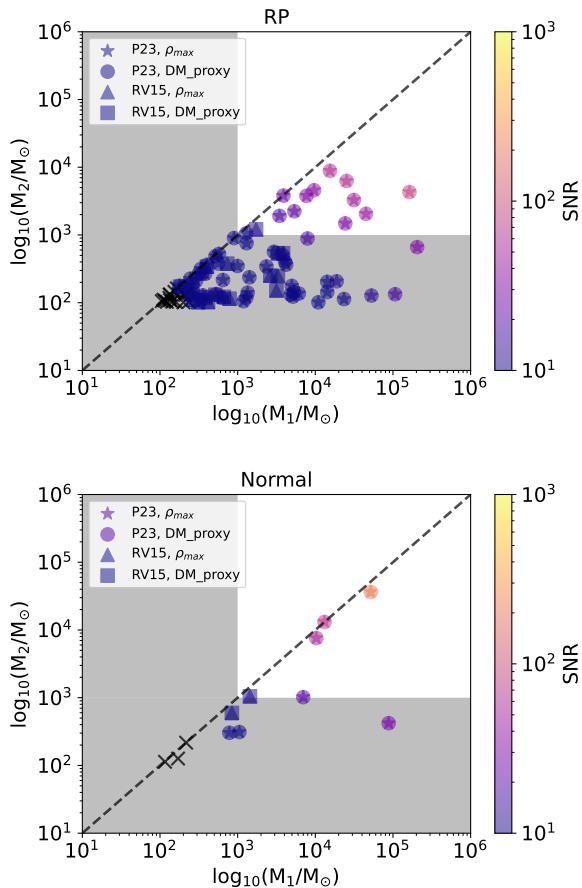 RP
P23, ρmax
P23, DM_proxy
RV15, ρmax
RV15, DM_proxy
log10(M2/M⊙)
10^6
10^5
10^4
10^3
10^2
10^1
10^1 10^2 10^3 10^4 10^5 10^6
log10(M1/M⊙)
10^3
10^2
10^1
SNR
Normal
P23, ρmax
P23, DM_proxy
RV15, ρmax
RV15, DM_proxy
log10(M2/M⊙)
10^6
10^5
10^4
10^3
10^2
10^1
10^1 10^2 10^3 10^4 10^5 10^6
log10(M1/M⊙)
10^3
10^2
10^1
SNR